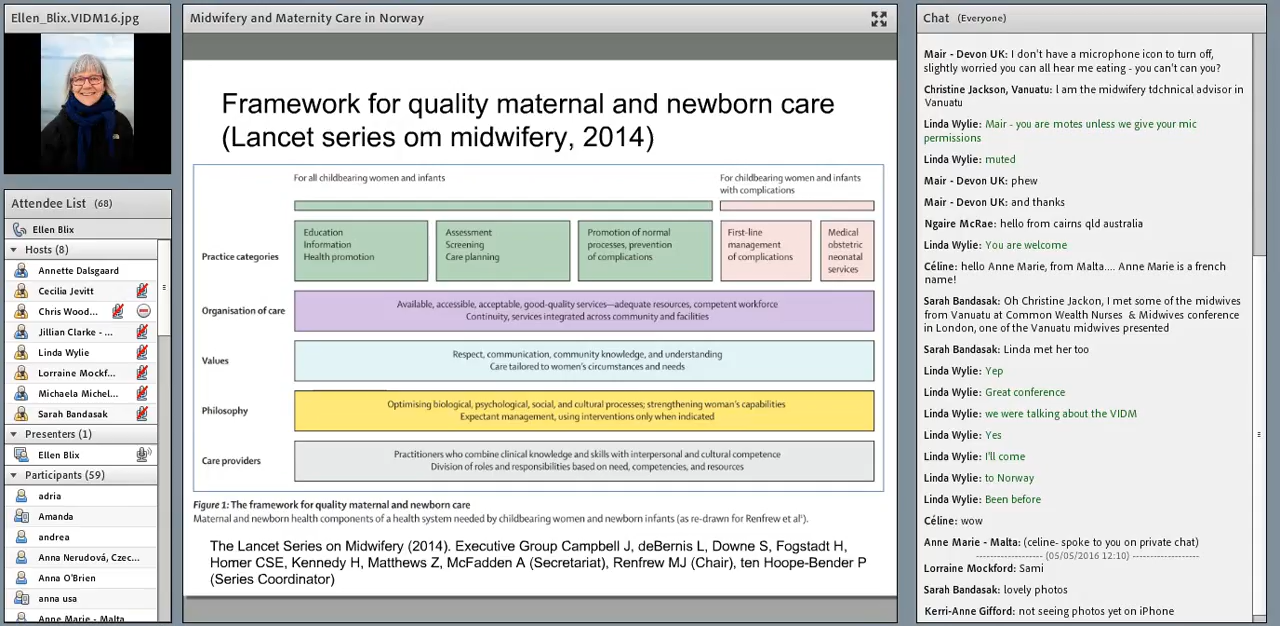 Ellen_Blix.VIDM16.jpg
Attendee List (68)
Ellen Blix
Hosts (8)
Annette Dalsgaard
Cecilia Jevitt
Chris Wood...
Jillian Clarke - ...
Linda Wylie
Lorraine Mockf...
Michaela Michel...
Sarah Bandasak
Presenters (1)
Ellen Blix
Participants (59)
adria
Amanda
andrea
Anna Nerudová, Czec...
Anna O'Brien
anna usa
Anne Marie - Malta
Midwifery and Maternity Care in Norway
Framework for quality maternal and newborn care
(Lancet series om midwifery, 2014)
For all childbearing women and infants
For childbearing women and infants
with complications
Practice categories
Education
Information
Health promotion
Assessment
Screening
Care planning
Promotion of normal
processes, prevention
of complications
First-line
management
of complications
Medical
obstetric
neonatal
services
Organisation of care
Available, accessible, acceptable, good-quality services—adequate resources, competent workforce
Continuity, services integrated across community and facilities
Values
Respect, communication, community knowledge, and understanding
Care tailored to women's circumstances and needs
Philosophy
Optimising biological, psychological, social, and cultural processes; strengthening woman's capabilities
Expectant management, using interventions only when indicated
Care providers
Practitioners who combine clinical knowledge and skills with interpersonal and cultural competence
Division of roles and responsibilities based on need, competencies, and resources
Figure 1: The framework for quality maternal and newborn care
Maternal and newborn health components of a health system needed by childbearing women and newborn infants (as re-drawn for Renfrew et al¹).
The Lancet Series on Midwifery (2014). Executive Group Campbell J, deBernis L, Downe S, Fogstadt H,
Homer CSE, Kennedy H, Matthews Z, McFadden A (Secretariat), Renfrew MJ (Chair), ten Hoope-Bender P
(Series Coordinator)
Chat (Everyone)
Mair - Devon UK: I don't have a microphone icon to turn off,
slightly worried you can all hear me eating - you can't can you?
Christine Jackson, Vanuatu: I am the midwifery tdchnical advisor in
Vanuatu
Linda Wylie: Mair - you are motes unless we give your mic
permissions
Linda Wylie: muted
Mair - Devon UK: phew
Mair - Devon UK: and thanks
Ngaire McRae: hello from cairns qld australia
Linda Wylie: You are welcome
Céline: hello Anne Marie, from Malta.... Anne Marie is a french
name!
Sarah Bandasak: Oh Christine Jackon, I met some of the midwives
from Vanuatu at Common Wealth Nurses & Midwives conference
in London, one of the Vanuatu midwives presented
Sarah Bandasak: Linda met her too
Linda Wylie: Yep
Linda Wylie: Great conference
Linda Wylie: we were talking about the VIDM
Linda Wylie: Yes
Linda Wylie: I'll come
Linda Wylie: to Norway
Linda Wylie: Been before
Céline: wow
Anne Marie - Malta: (celine- spoke to you on private chat)
------------------- (05/05/2016 12:10) -------------------
Lorraine Mockford: Sami
Sarah Bandasak: lovely photos
Kerri-Anne Gifford: not seeing photos yet on iPhone